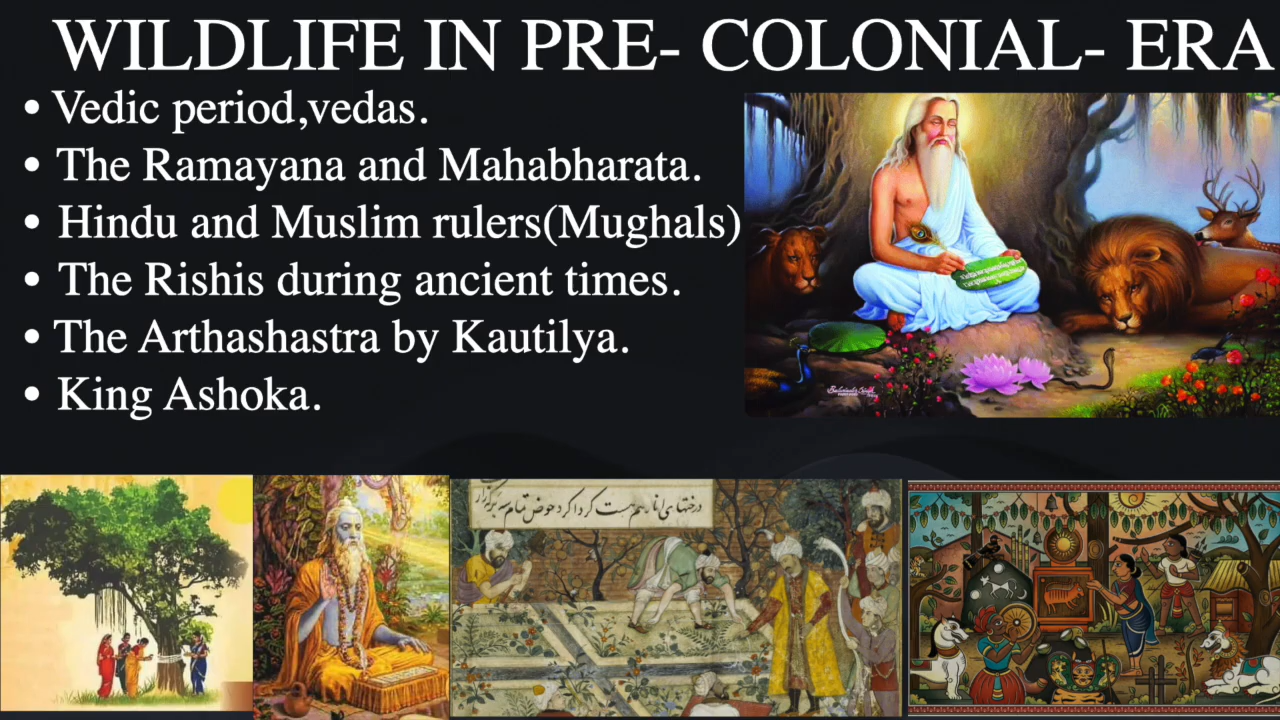 WILDLIFE IN PRE- COLONIAL- ERA
• Vedic period,vedas.
• The Ramayana and Mahabharata.
• Hindu and Muslim rulers(Mughals)
• The Rishis during ancient times.
• The Arthashastra by Kautilya.
• King Ashoka.